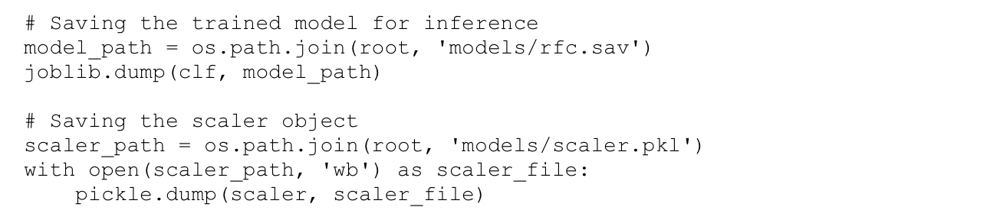 # Saving the trained model for inference
model_path = os.path.join(root, 'models/rfc.sav')
joblib.dump(clf, model_path)

# Saving the scaler object
scaler_path = os.path.join(root, 'models/scaler.pkl')
with open(scaler_path, 'wb') as scaler_file:
    pickle.dump(scaler, scaler_file)